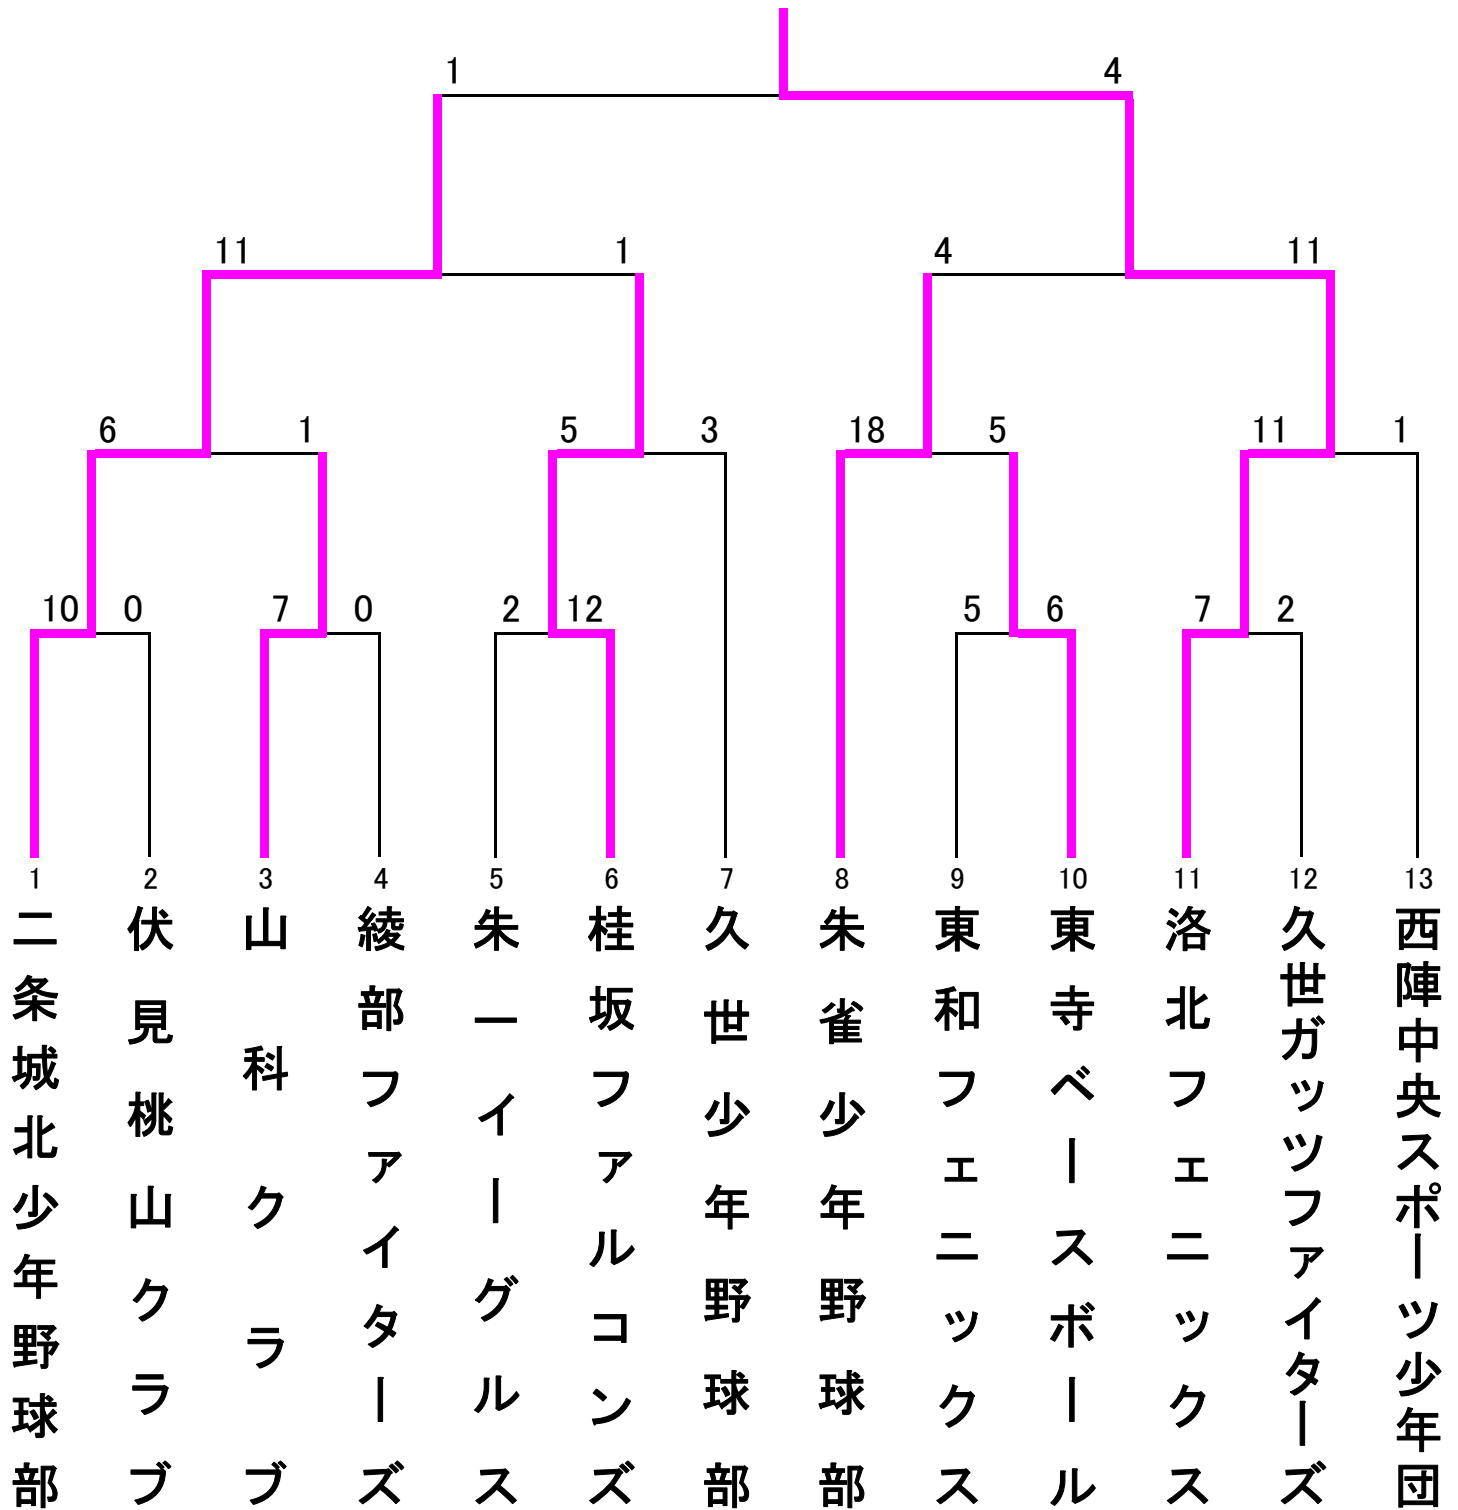 1 4
11 1 4 11
6 1 5 3 18 5 11 1
10 0 7 0 2 12 5 6 7 2
1 2 3 4 5 6 7 8 9 10 11 12 13
二条城北少年野球部
伏見桃山クラブ
山科クラブ
綾部ファイターズ
朱一イーグルス
桂坂ファルコンズ
久世少年野球部
朱雀少年野球部
東和フェニックス
東寺ベースボール
洛北フェニックス
久世ガッツファイターズ
西陣中央スポーツ少年団